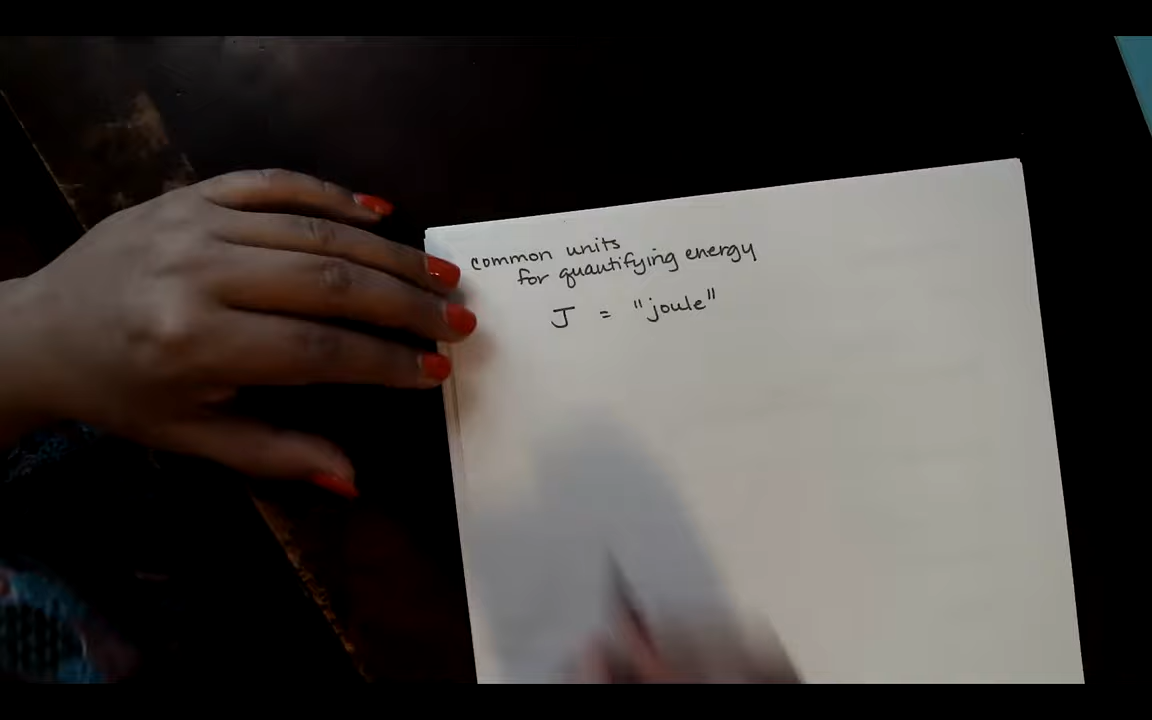 common units
for quantifying energy
J = "joule"